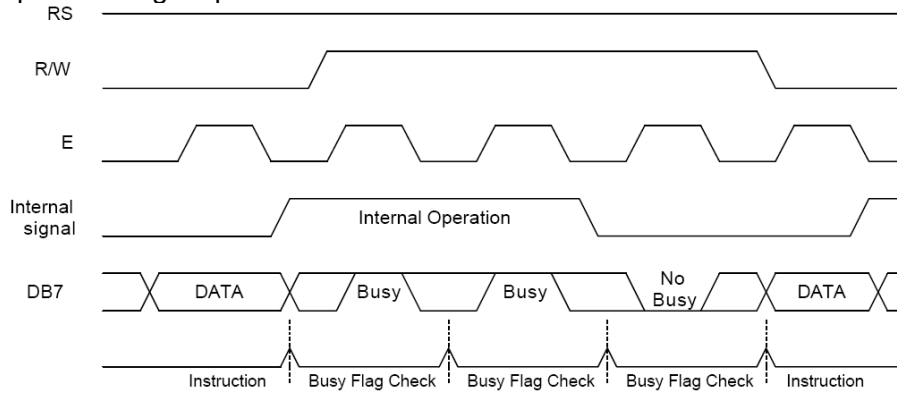 RS
R/W
E
Internal
signal
Internal Operation
DB7
DATA
Busy
Busy
No
Busy
DATA
Instruction
Busy Flag Check
Busy Flag Check
Busy Flag Check
Instruction